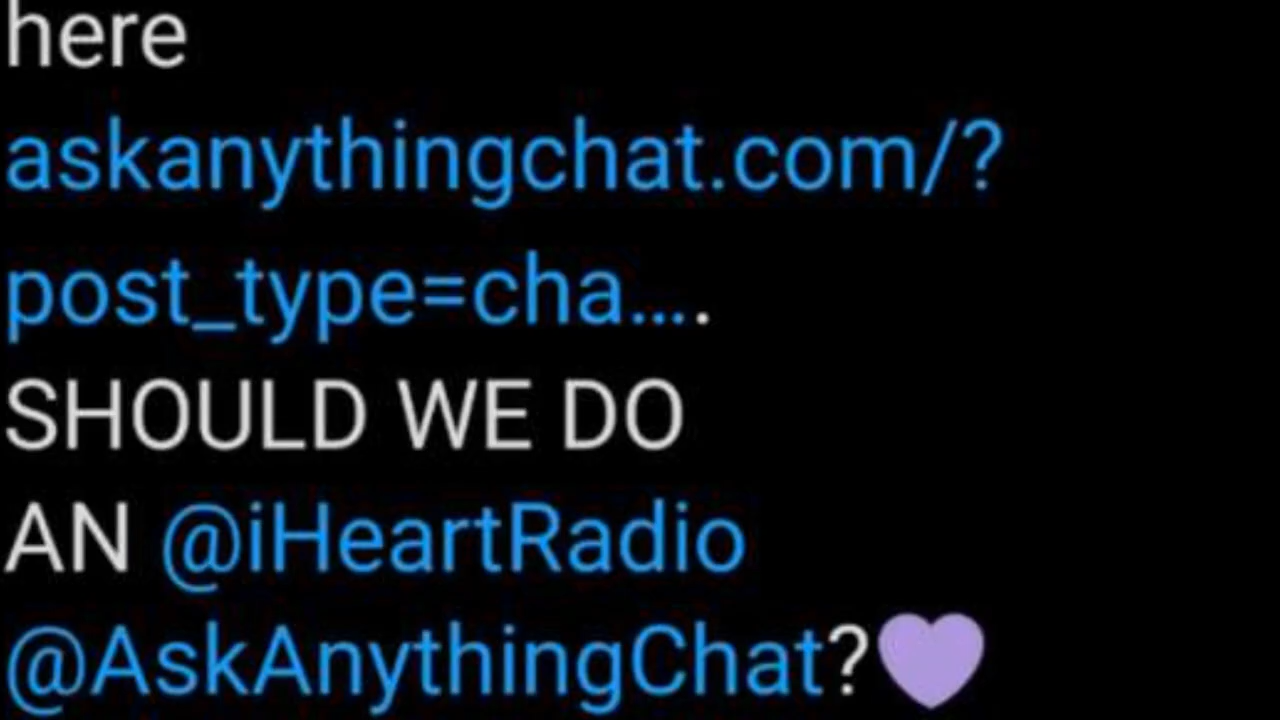 here
askanythingchat.com/?
post_type=cha….
SHOULD WE DO
AN @iHeartRadio
@AskAnythingChat?💜